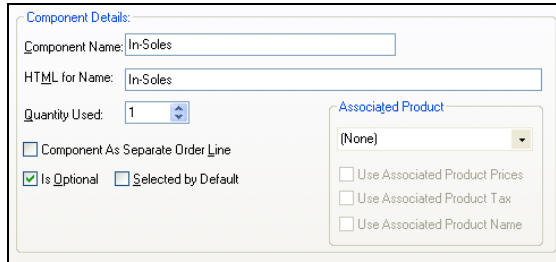 Component Details:
Component Name: In-Soles
HTML for Name: In-Soles
Quantity Used: 1
Component As Separate Order Line
Is Optional Selected by Default
Associated Product
(None)
Use Associated Product Prices
Use Associated Product Tax
Use Associated Product Name